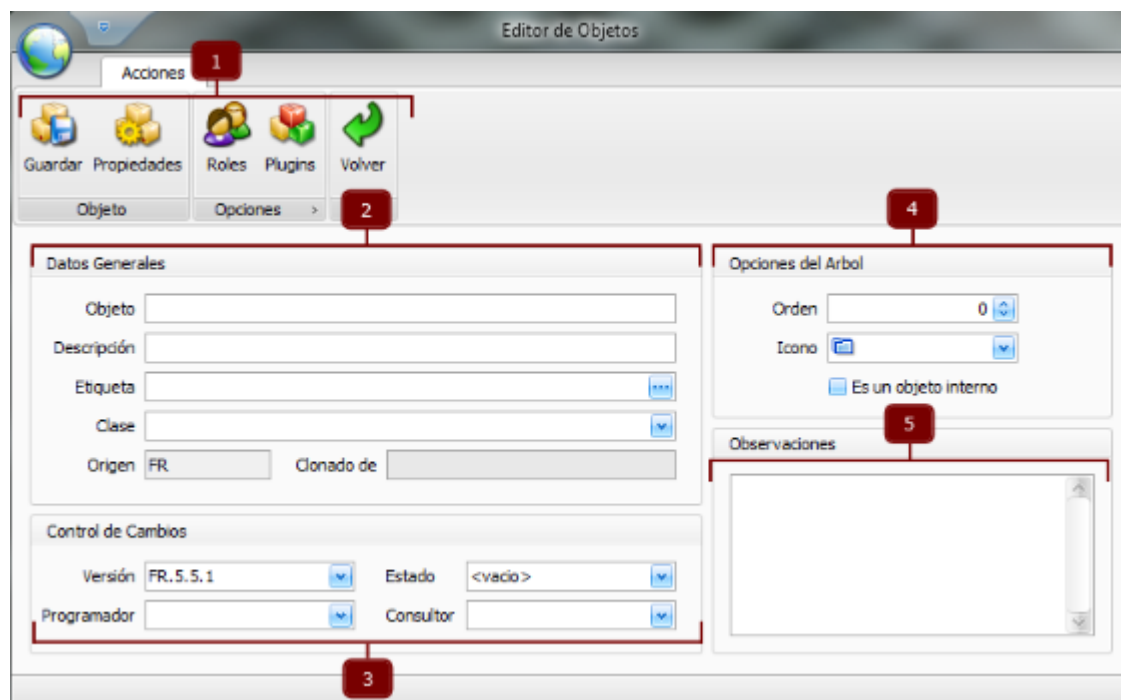 Editor de Objetos
1
Acciones
Guardar Propiedades Roles Plugins Volver
Objeto Opciones >
2
4
Datos Generales
Opciones del Arbol
Objeto
Orden 0
Descripción
Icono
Etiqueta ...
Es un objeto interno
Clase
5
Observaciones
Origen FR Clonado de
Control de Cambios
Versión FR.5.5.1 Estado <vacio>
Programador Consultor
3